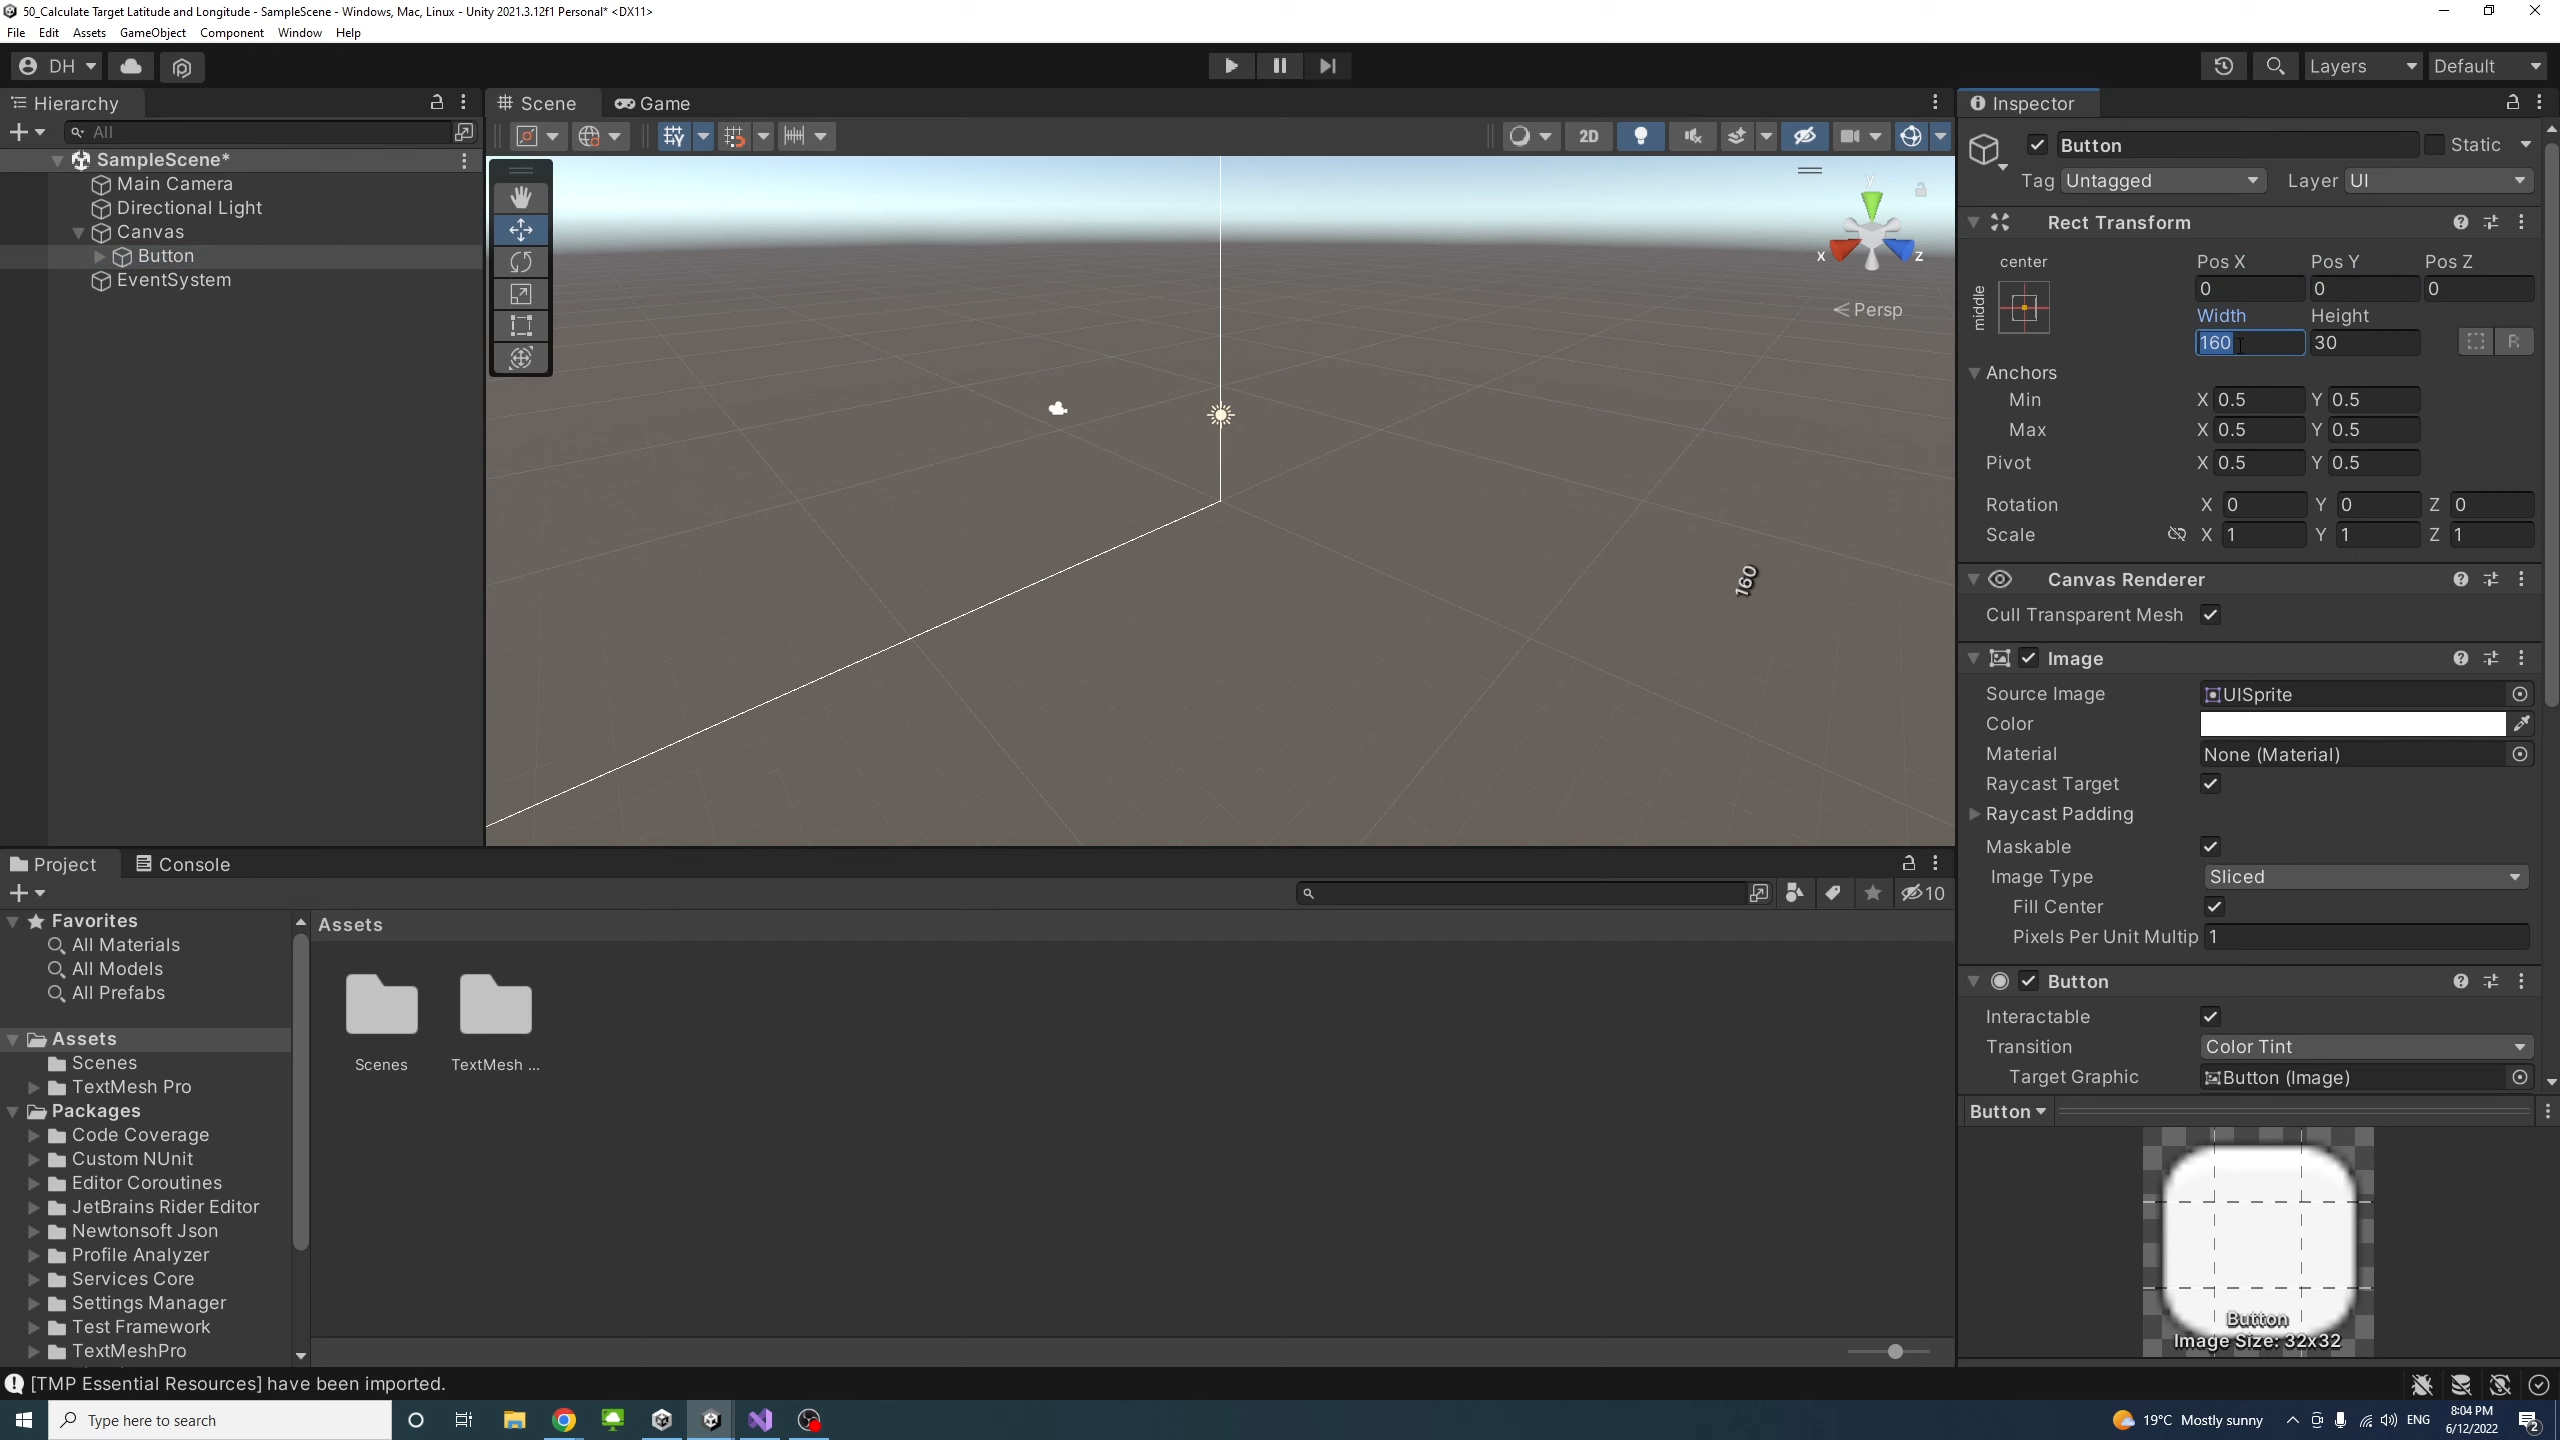 50_Calculate Target Latitude and Longitude - SampleScene - Windows, Mac, Linux - Unity 2021.3.12f1 Personal* <DX11>
File Edit Assets GameObject Component Window Help
DH
Layers Default
Hierarchy
All
SampleScene*
Main Camera
Directional Light
Canvas
Button
EventSystem
Scene Game
2D
y
x
z
Persp
160
Inspector
Button
Static
Tag Untagged
Layer UI
Rect Transform
center
middle
Pos X Pos Y Pos Z
0 0 0
Width Height
160 30
R
Anchors
Min X 0.5 Y 0.5
Max X 0.5 Y 0.5
Pivot X 0.5 Y 0.5
Rotation X 0 Y 0 Z 0
Scale X 1 Y 1 Z 1
Canvas Renderer
Cull Transparent Mesh
Image
Source Image UISprite
Color
Material None (Material)
Raycast Target
Raycast Padding
Maskable
Image Type Sliced
Fill Center
Pixels Per Unit Multip 1
Button
Interactable
Transition Color Tint
Target Graphic Button (Image)
Button
Button
Image Size: 32x32
Project Console
10
Favorites
All Materials
All Models
All Prefabs
Assets
Scenes
TextMesh Pro
Packages
Code Coverage
Custom NUnit
Editor Coroutines
JetBrains Rider Editor
Newtonsoft Json
Profile Analyzer
Services Core
Settings Manager
Test Framework
TextMeshPro
Assets
Scenes
TextMesh ...
[TMP Essential Resources] have been imported.
Type here to search
19°C Mostly sunny
ENG
8:04 PM
6/12/2022
2